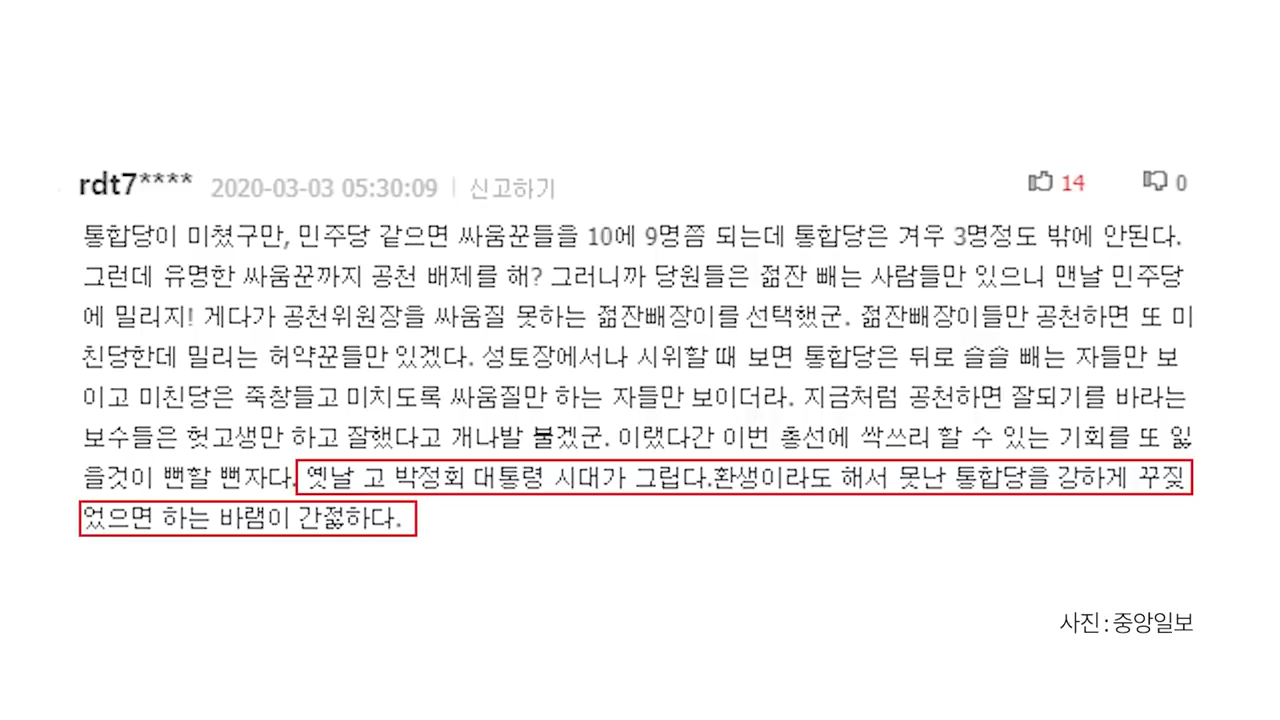 rdt7**** 2020-03-03 05:30:09 | 신고하기 14 0
통합당이 미쳤구만, 민주당 같으면 싸움꾼들을 10에 9명쯤 되는데 통합당은 겨우 3명정도 밖에 안된다.
그런데 유명한 싸움꾼까지 공천 배제를 해? 그러니까 당원들은 젊잔 빼는 사람들만 있으니 맨날 민주당
에 밀리지! 게다가 공천위원장을 싸움질 못하는 젊잔빼장이를 선택했군. 젊잔빼장이들만 공천하면 또 미
친당한데 밀리는 허약꾼들만 있겠다. 성토장에서나 시위할 때 보면 통합당은 뒤로 슬슬 빼는 자들만 보
이고 미친당은 죽창들고 미치도록 싸움질만 하는 자들만 보이더라. 지금처럼 공천하면 잘되기를 바라는
보수들은 헛고생만 하고 잘했다고 개나발 불겠군. 이랬다간 이번 총선에 싹쓰리 할 수 있는 기회를 또 잃
을것이 뻔할 뻔자다. 옛날 고 박정회 대통령 시대가 그럽다.환생이라도 해서 못난 통합당을 강하게 꾸짖
었으면 하는 바램이 간젏하다.
사진 : 중앙일보